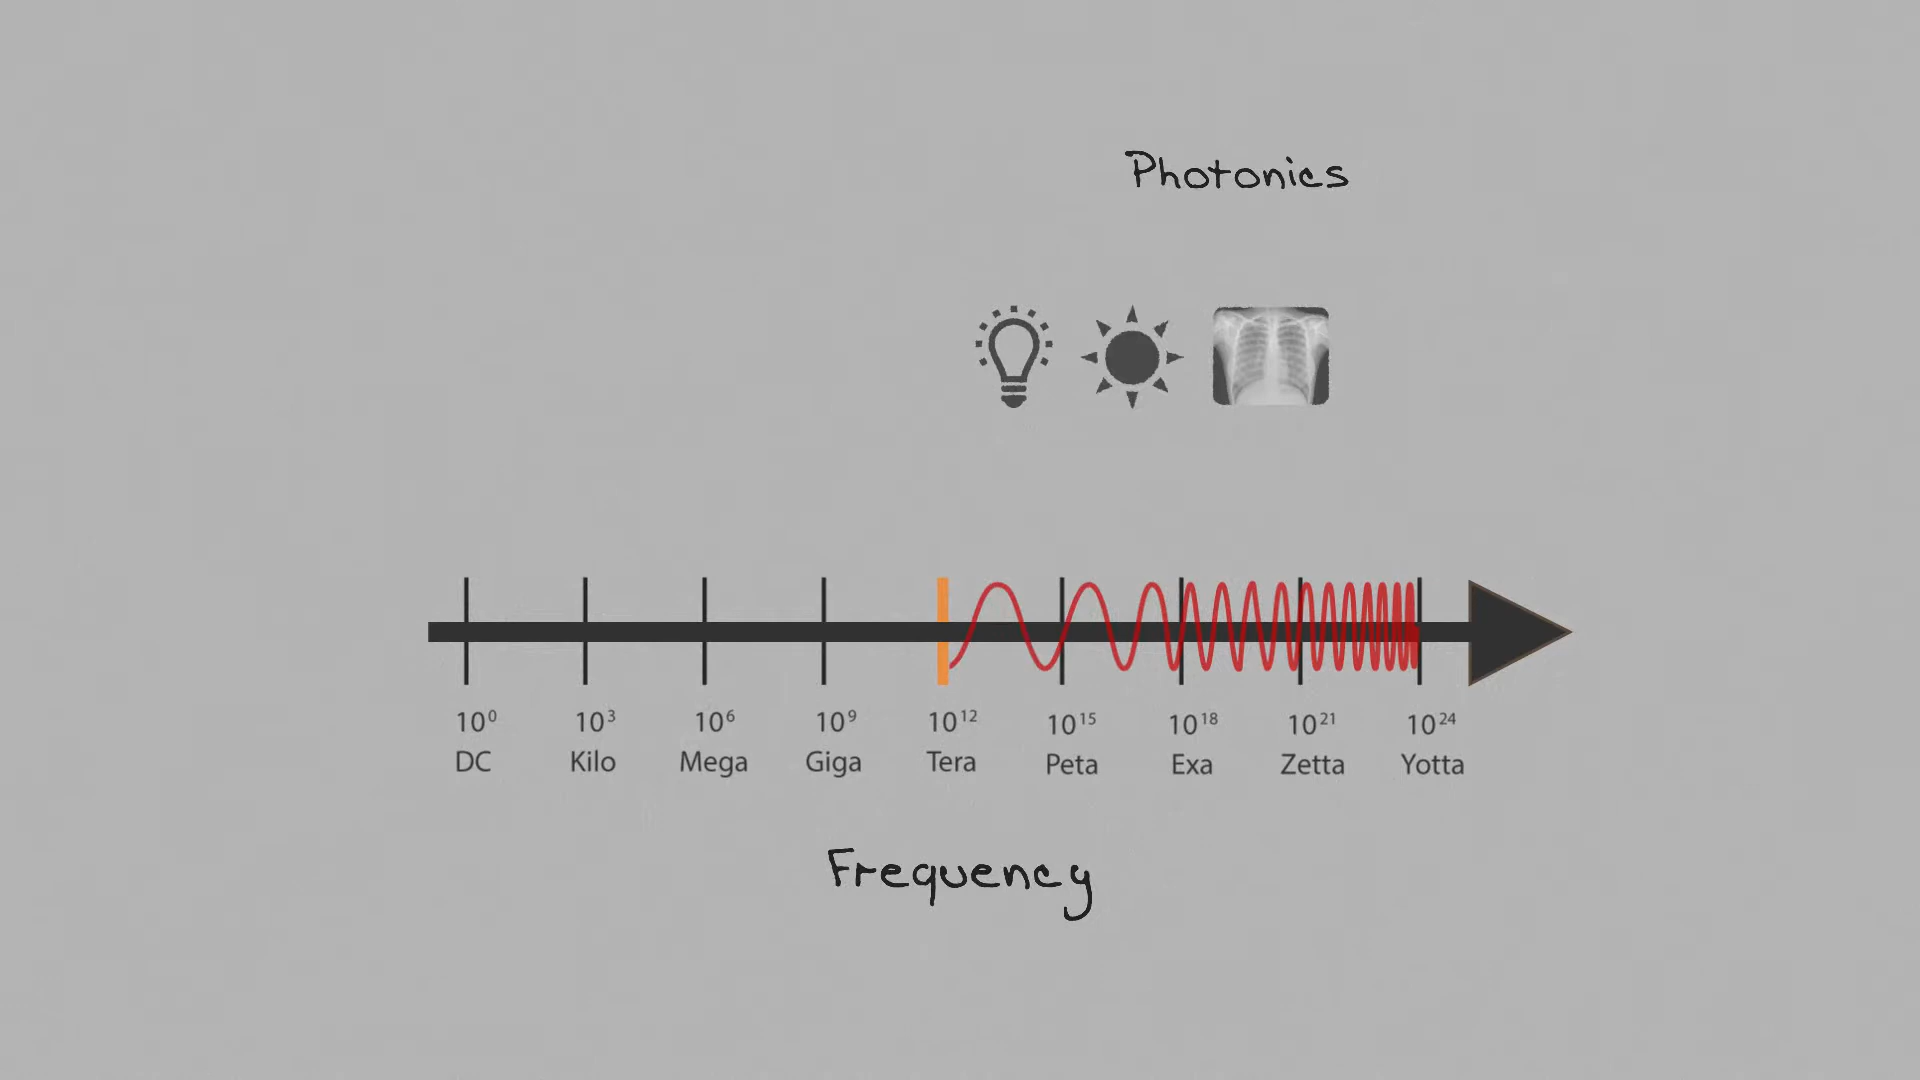 Photonics
10⁰ 10³ 10⁶ 10⁹ 10¹² 10¹⁵ 10¹⁸ 10²¹ 10²⁴
DC Kilo Mega Giga Tera Peta Exa Zetta Yotta
Frequency